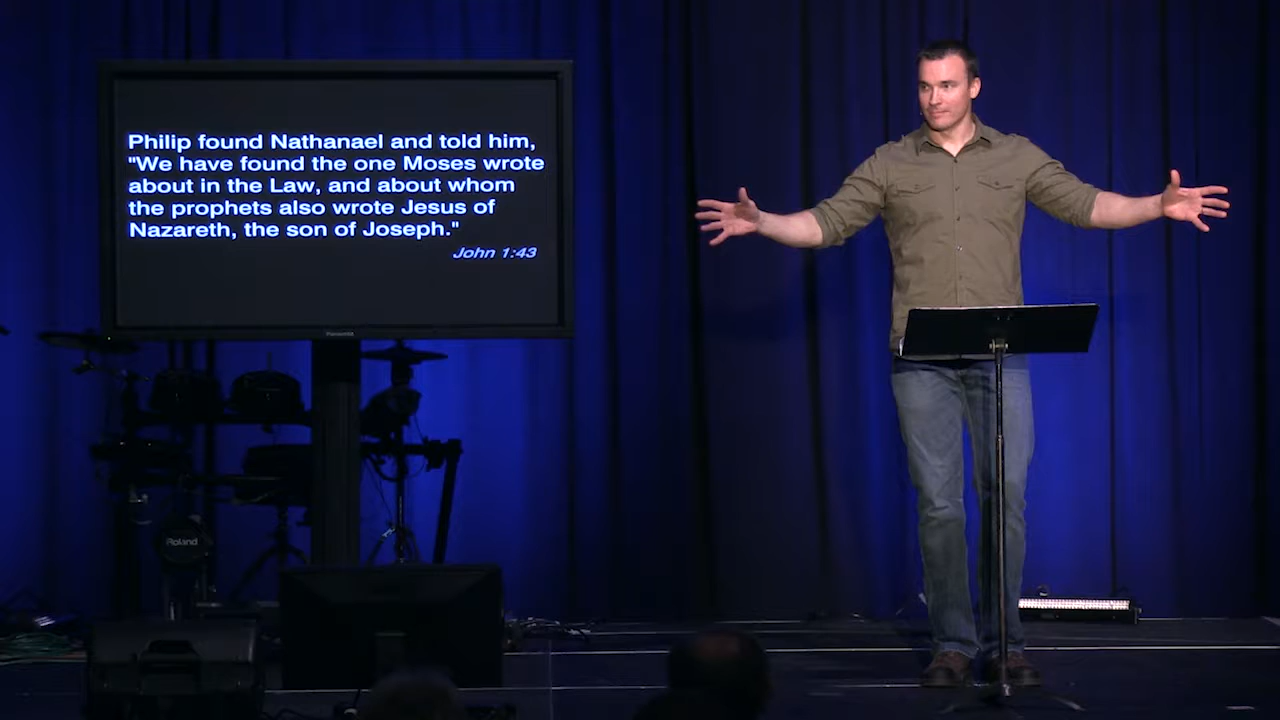 Philip found Nathanael and told him,
"We have found the one Moses wrote
about in the Law, and about whom
the prophets also wrote Jesus of
Nazareth, the son of Joseph."
John 1:43
Roland